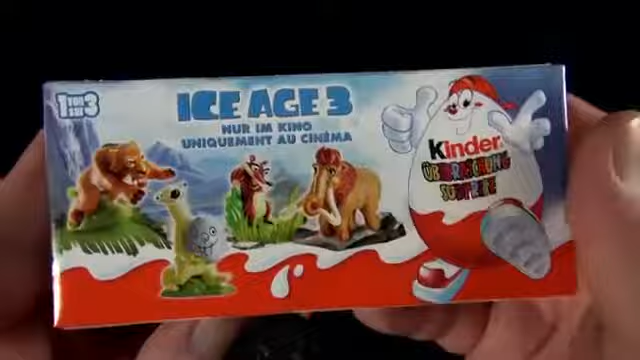 1 VON 3
ICE AGE 3
NUR IM KINO
UNIQUEMENT AU CINÉMA
Kinder
ÜBERRASCHUNG
SURPRISE